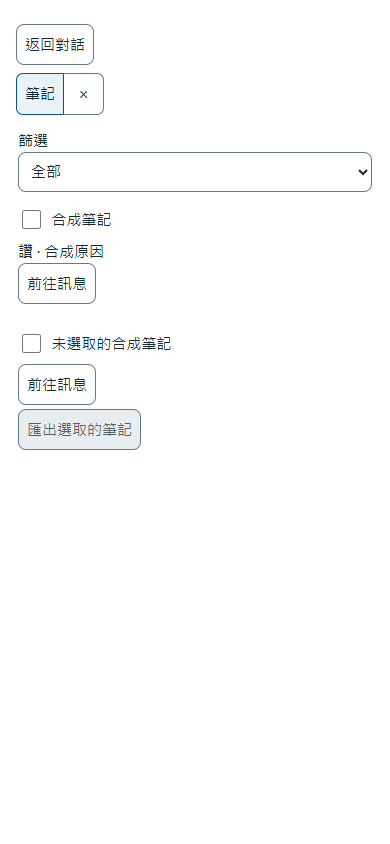 返回對話
筆記 ×
篩選
全部
合成筆記
讚 · 合成原因
前往訊息
未選取的合成筆記
前往訊息
匯出選取的筆記